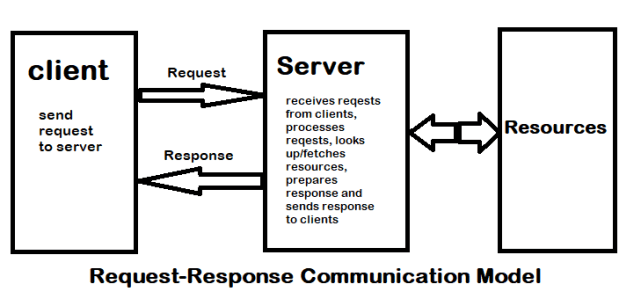 client
send
request
to server
Request
Response
Server
receives reqests
from clients,
processes
reqests, looks
up/fetches
resources,
prepares
response and
sends response
to clients
Resources
Request-Response Communication Model